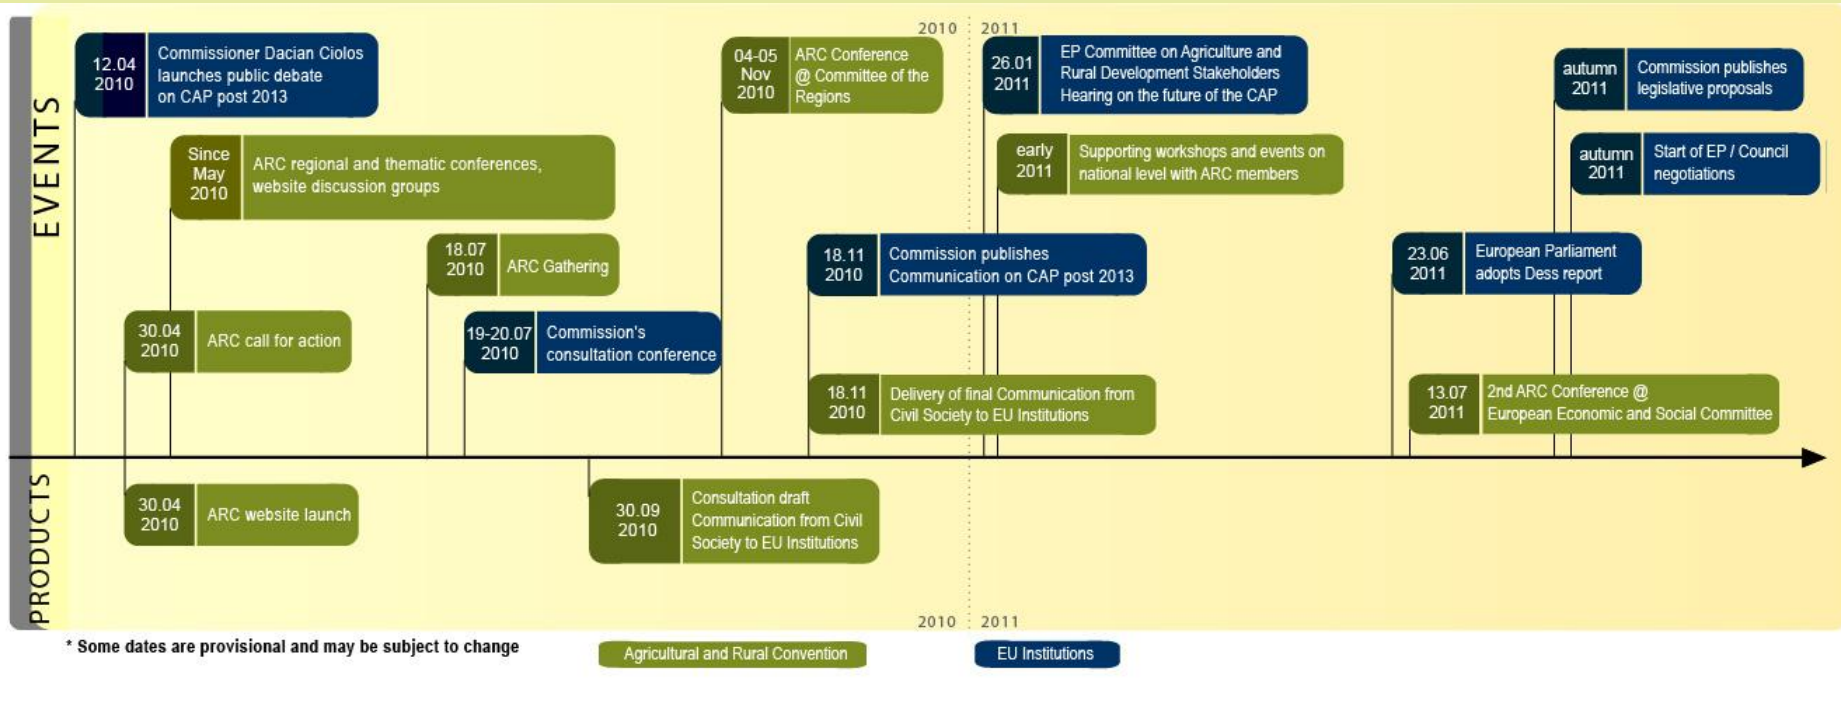 2010
2011
EVENTS
12.04
2010
Commissioner Dacian Ciolos
launches public debate
on CAP post 2013
04-05
Nov
2010
ARC Conference
@ Committee of the
Regions
26.01
2011
EP Committee on Agriculture and
Rural Development Stakeholders
Hearing on the future of the CAP
autumn
2011
Commission publishes
legislative proposals
Since
May
2010
ARC regional and thematic conferences,
website discussion groups
early
2011
Supporting workshops and events on
national level with ARC members
autumn
2011
Start of EP / Council
negotiations
18.07
2010
ARC Gathering
18.11
2010
Commission publishes
Communication on CAP post 2013
23.06
2011
European Parliament
adopts Dess report
30.04
2010
ARC call for action
19-20.07
2010
Commission's
consultation conference
18.11
2010
Delivery of final Communication from
Civil Society to EU Institutions
13.07
2011
2nd ARC Conference @
European Economic and Social Committee
PRODUCTS
30.04
2010
ARC website launch
30.09
2010
Consultation draft
Communication from Civil
Society to EU Institutions
2010
2011
* Some dates are provisional and may be subject to change
Agricultural and Rural Convention
EU Institutions